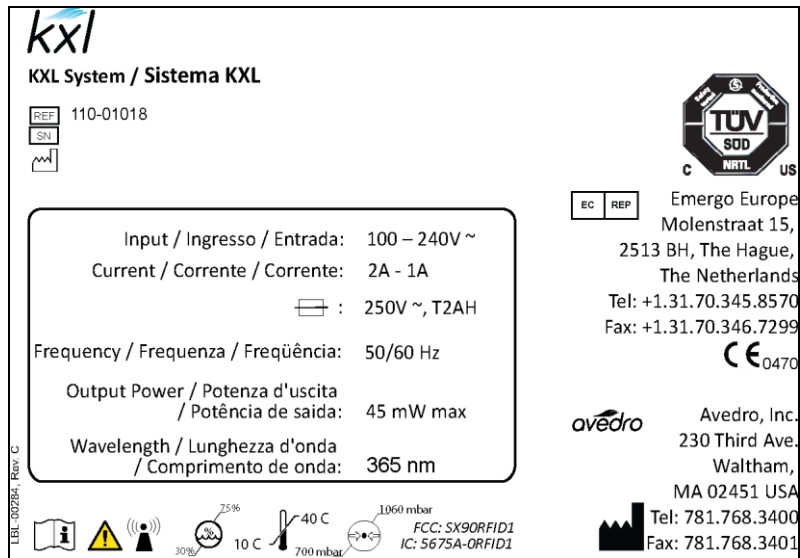 kxl
KXL System / Sistema KXL
REF 110-01018
SN
Safety tested
S
Production monitored
TÜV
SÜD
NRTL
C US
EC REP
Emergo Europe
Molenstraat 15,
2513 BH, The Hague,
The Netherlands
Tel: +1.31.70.345.8570
Fax: +1.31.70.346.7299
CE 0470
Input / Ingresso / Entrada: 100 – 240V ~
Current / Corrente / Corrente: 2A - 1A
: 250V ~, T2AH
Frequency / Frequenza / Freqüência: 50/60 Hz
Output Power / Potenza d'uscita
/ Potência de saida: 45 mW max
Wavelength / Lunghezza d'onda
/ Comprimento de onda: 365 nm
avedro
Avedro, Inc.
230 Third Ave.
Waltham,
MA 02451 USA
Tel: 781.768.3400
Fax: 781.768.3401
LBL-00284, Rev. C
75%
%
30%
40 C
10 C
1060 mbar
700 mbar
FCC: SX90RFID1
IC: 5675A-0RFID1